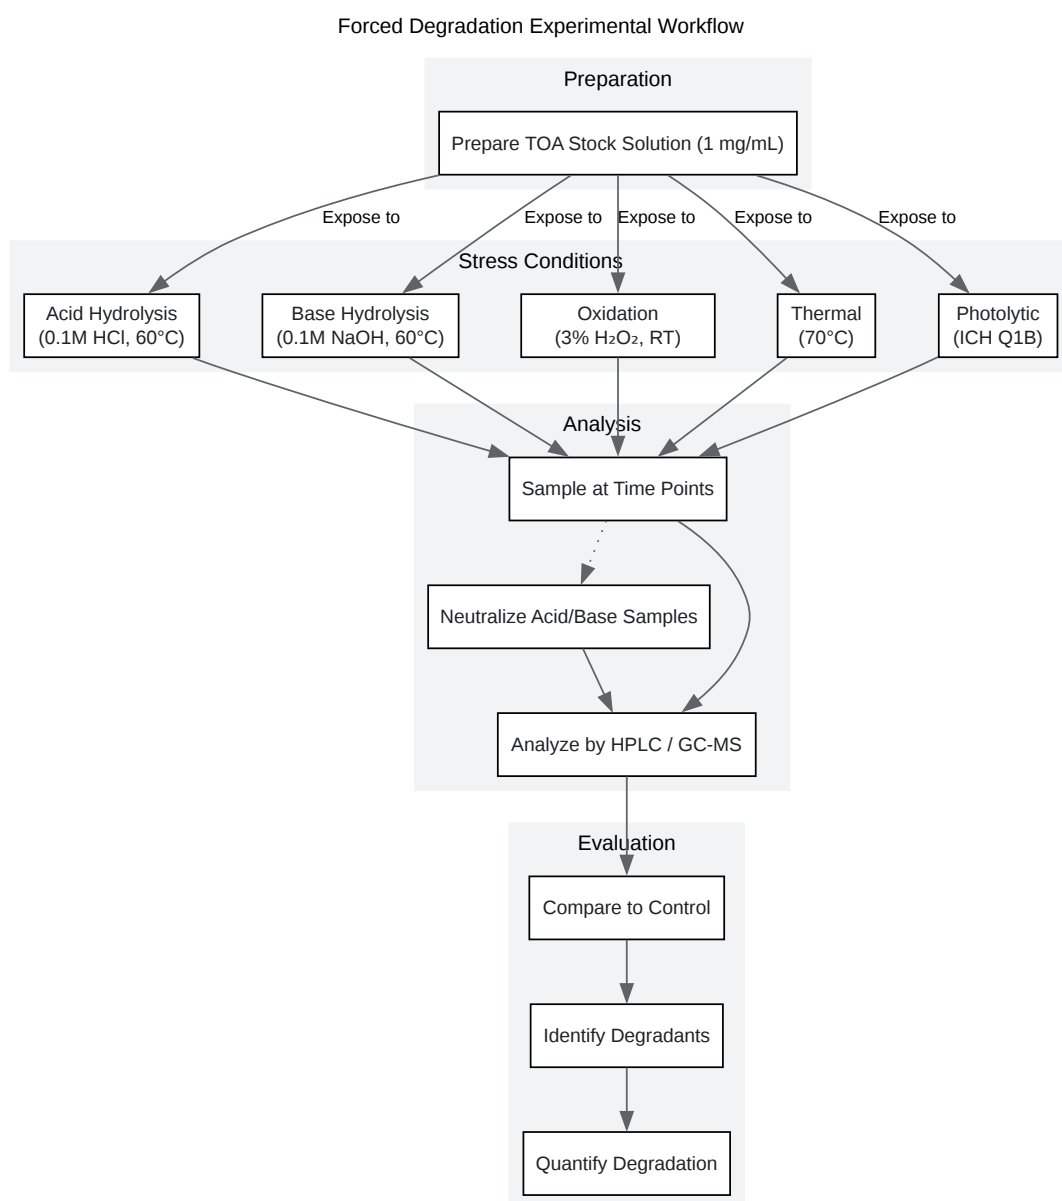 Forced Degradation Experimental Workflow
Preparation
Prepare TOA Stock Solution (1 mg/mL)
Expose to
Expose to
Expose to
Expose to
Expose to
Stress Conditions
Acid Hydrolysis
(0.1M HCl, 60°C)
Base Hydrolysis
(0.1M NaOH, 60°C)
Oxidation
(3% H₂O₂, RT)
Thermal
(70°C)
Photolytic
(ICH Q1B)
Analysis
Sample at Time Points
Neutralize Acid/Base Samples
Analyze by HPLC / GC-MS
Evaluation
Compare to Control
Identify Degradants
Quantify Degradation